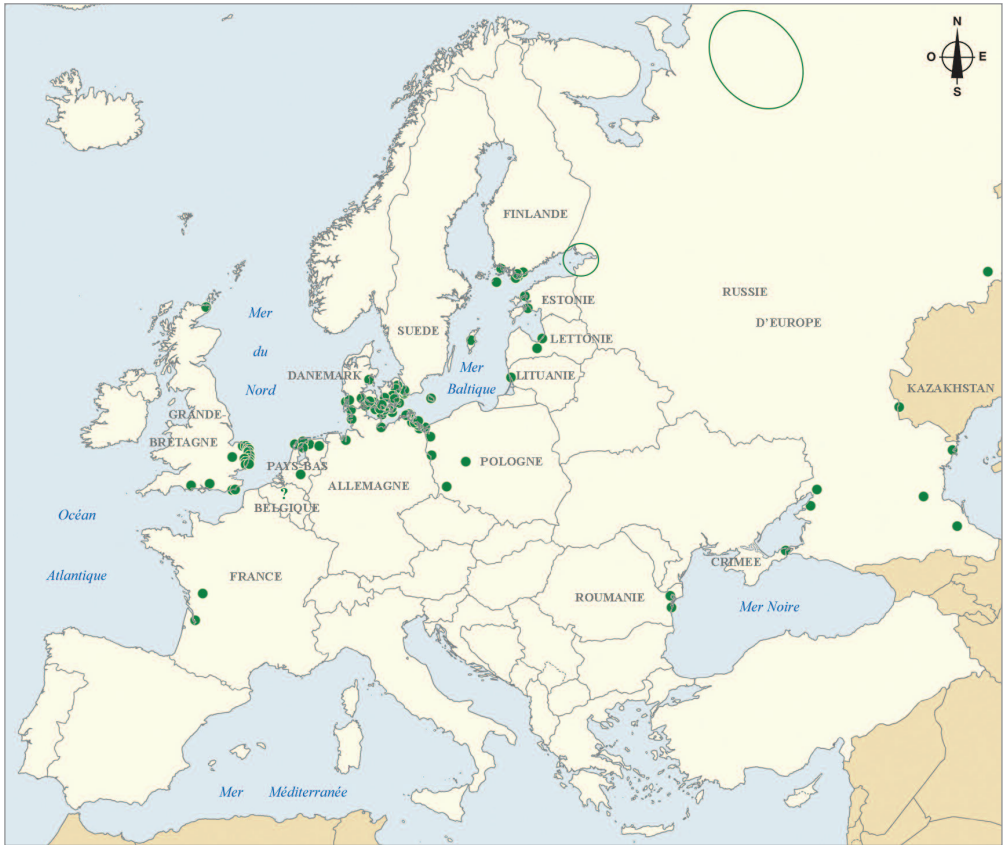 N
O E
S
FINLANDE
RUSSIE
D'EUROPE
ESTONIE
Mer
du
Nord
SUEDE
LETTONIE
Mer
Baltique
DANEMARK
LITUANIE
KAZAKHSTAN
GRANDE
BRETAGNE
PAYS-BAS
POLOGNE
ALLEMAGNE
?
BELGIQUE
Océan
Atlantique
FRANCE
CRIMEE
ROUMANIE
Mer Noire
Mer Méditerranée